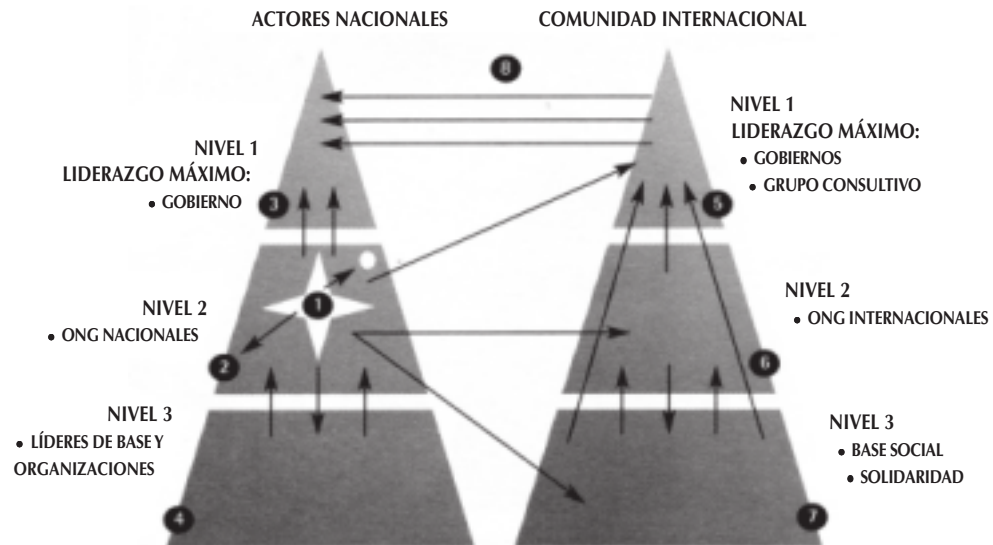 ACTORES NACIONALES
COMUNIDAD INTERNACIONAL
8
NIVEL 1
LIDERAZGO MÁXIMO:
• GOBIERNO
3
NIVEL 1
LIDERAZGO MÁXIMO:
• GOBIERNOS
• GRUPO CONSULTIVO
5
1
NIVEL 2
• ONG NACIONALES
2
NIVEL 2
• ONG INTERNACIONALES
6
NIVEL 3
• LÍDERES DE BASE Y
ORGANIZACIONES
4
NIVEL 3
• BASE SOCIAL
• SOLIDARIDAD
7